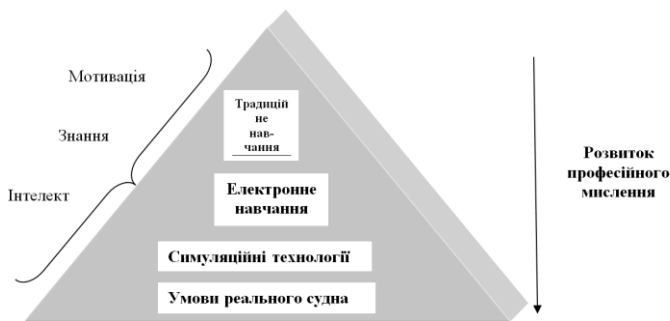 Мотивація
Знання
Інтелект
Традицій
не
нав-
чання
Електронне
навчання
Симуляційні технології
Умови реального судна
Розвиток
професійного
мислення